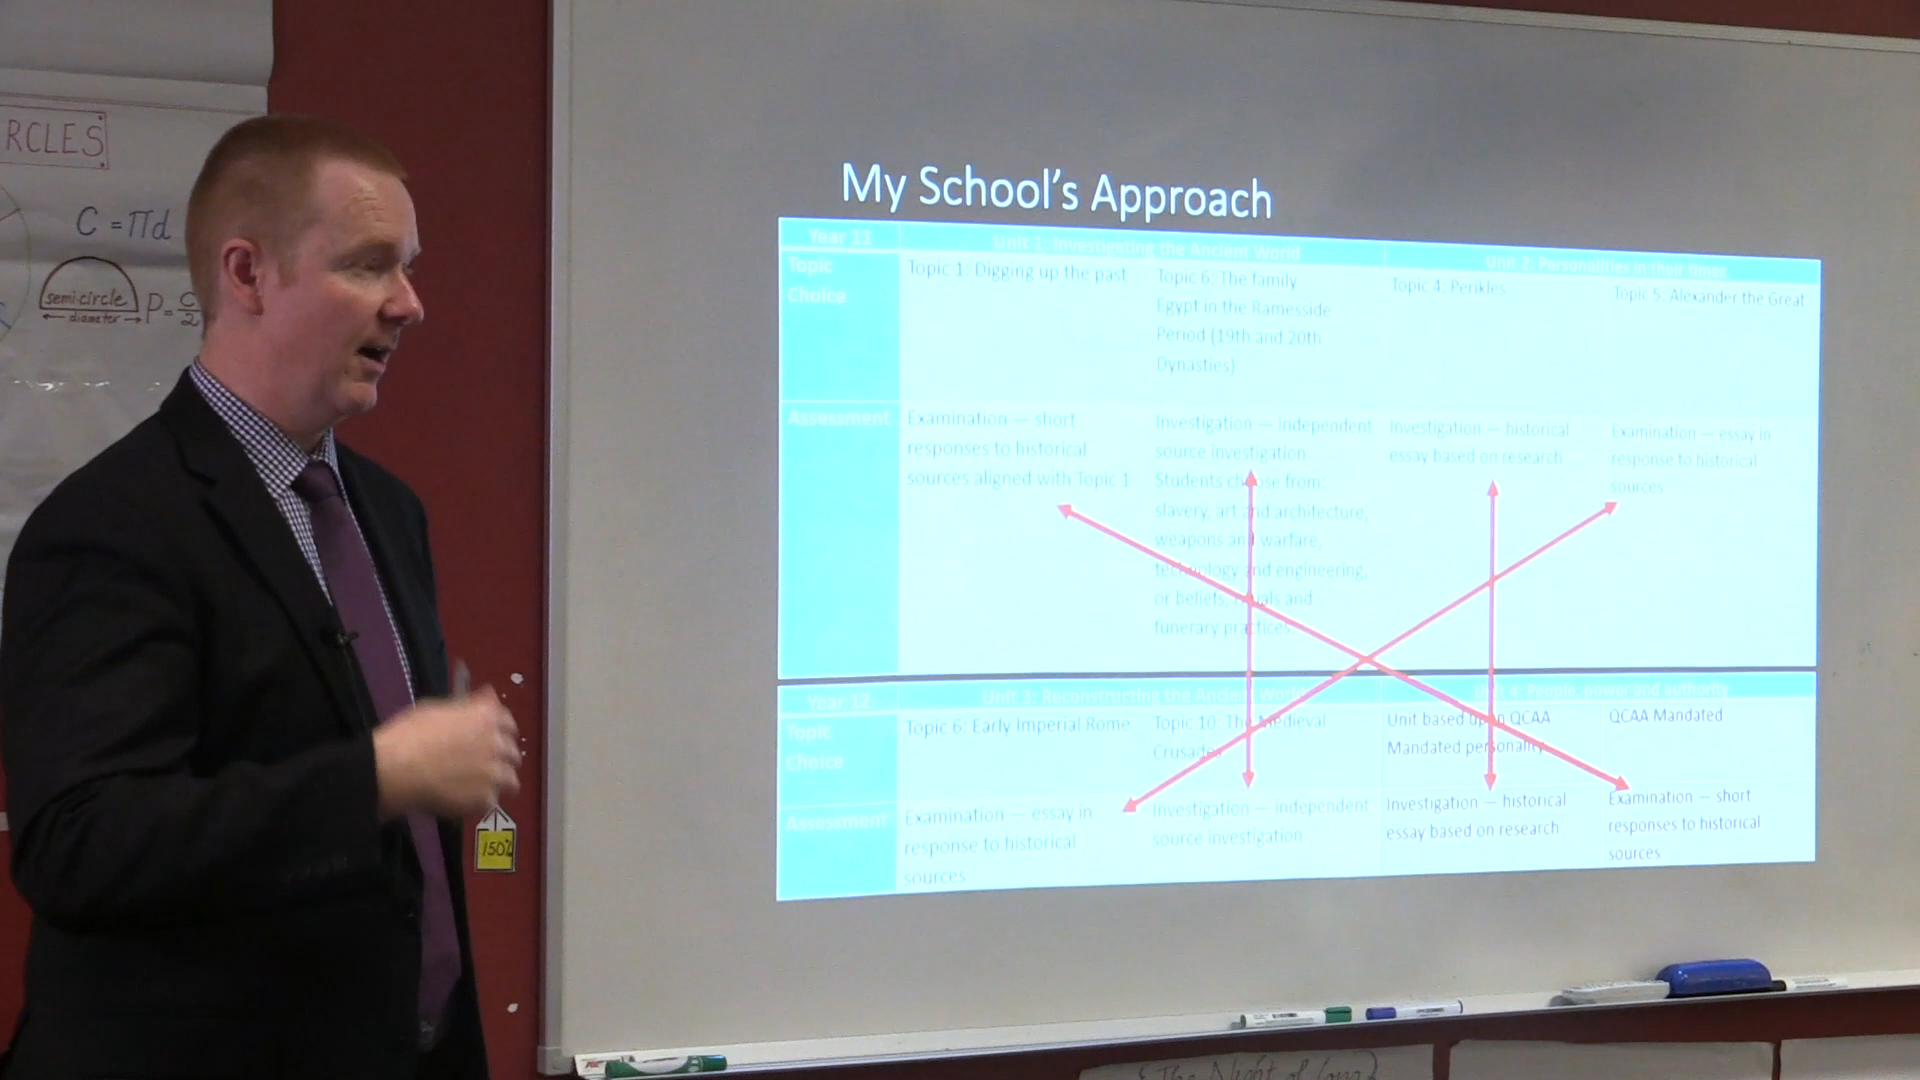 RCLES
C = πd
semi-circle
diameter
P = C/2
150%
My School's Approach
Year 11
Unit 1: Investigating the Ancient World
Unit 2: Personalities in their times
Topic
Choice
Topic 1: Digging up the past
Topic 6: The family
Egypt in the Ramesside
Period (19th and 20th
Dynasties)
Topic 4: Perikles
Topic 5: Alexander the Great
Assessment
Examination — short
responses to historical
sources aligned with Topic 1
Investigation — independent
source investigation
Students choose from:
slavery, art and architecture,
weapons and warfare,
technology and engineering,
or beliefs, rituals and
funerary practices.
Investigation — historical
essay based on research
Examination — essay in
response to historical
sources
Year 12
Unit 3: Reconstructing the Ancient World
Unit 4: People, power and authority
Topic
Choice
Topic 6: Early Imperial Rome
Topic 10: The Medieval
Crusades
Unit based upon QCAA
Mandated personality
QCAA Mandated
Assessment
Examination — essay in
response to historical
sources
Investigation — independent
source investigation
Investigation — historical
essay based on research
Examination — short
responses to historical
sources
The Night of